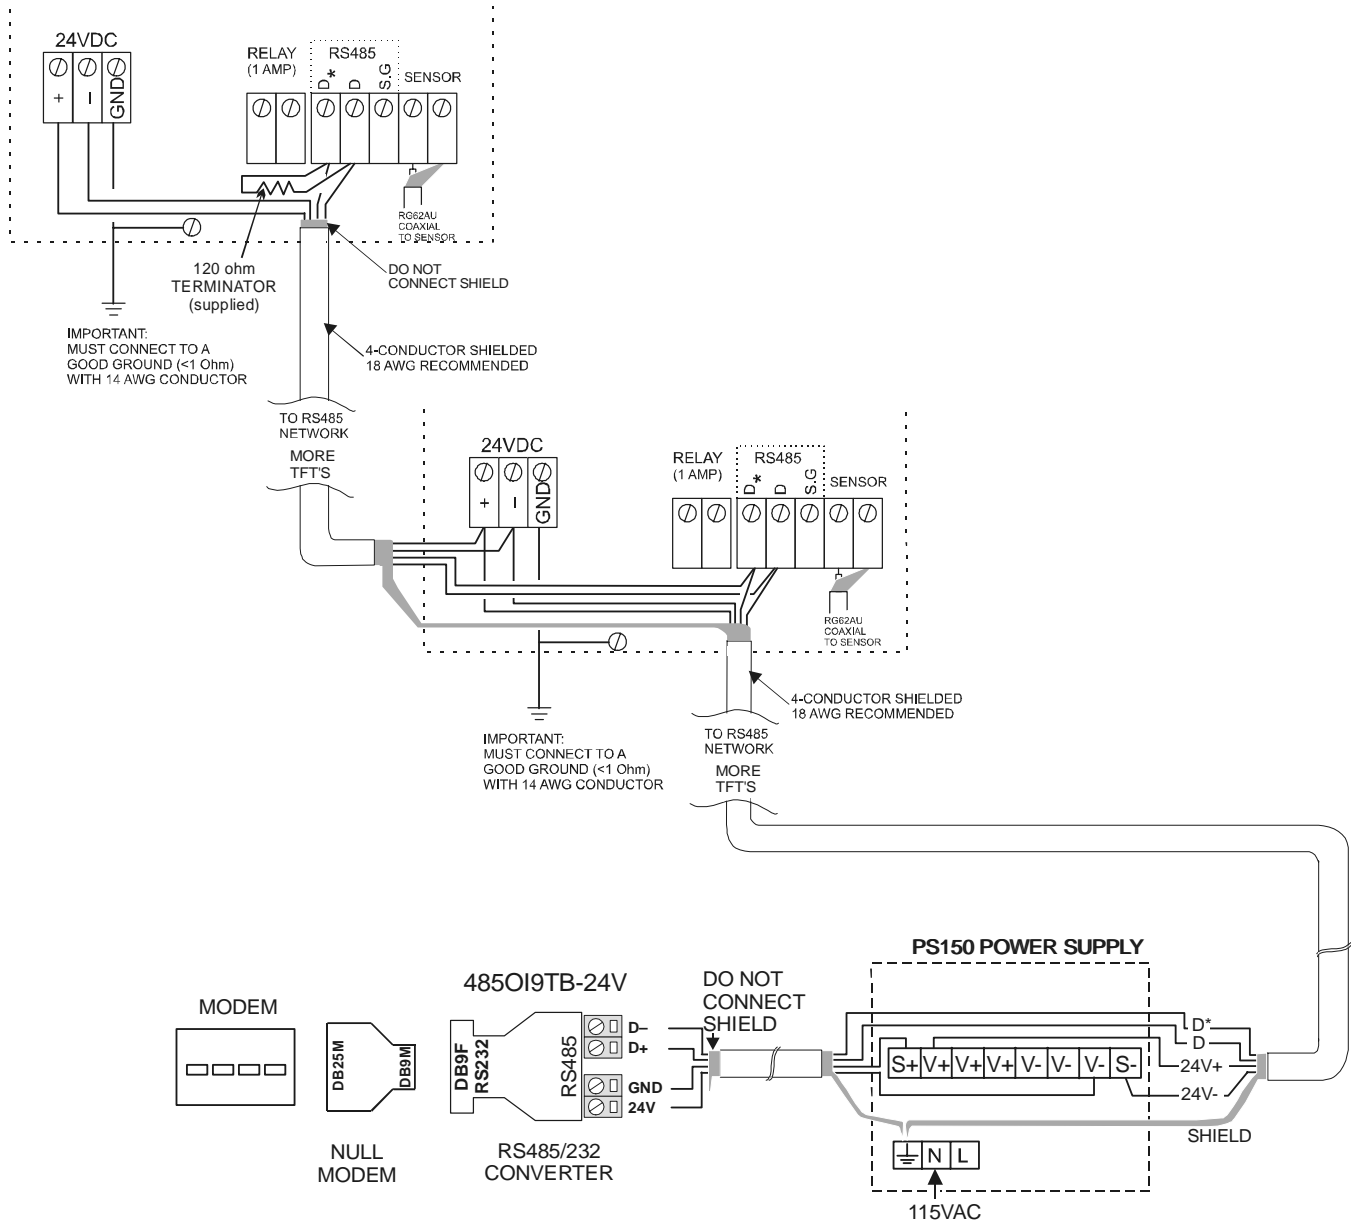 24VDC
+
–
GND
RELAY
(1 AMP)
RS485
D*
D
S.G
SENSOR
RG62AU
COAXIAL
TO SENSOR
120 ohm
TERMINATOR
(supplied)
DO NOT
CONNECT SHIELD
IMPORTANT:
MUST CONNECT TO A
GOOD GROUND (<1 Ohm)
WITH 14 AWG CONDUCTOR
4-CONDUCTOR SHIELDED
18 AWG RECOMMENDED
TO RS485
NETWORK
MORE
TFT'S
24VDC
+
–
GND
RELAY
(1 AMP)
RS485
D*
D
S.G
SENSOR
RG62AU
COAXIAL
TO SENSOR
IMPORTANT:
MUST CONNECT TO A
GOOD GROUND (<1 Ohm)
WITH 14 AWG CONDUCTOR
4-CONDUCTOR SHIELDED
18 AWG RECOMMENDED
TO RS485
NETWORK
MORE
TFT'S
MODEM
DB25M
DB9M
NULL
MODEM
485OI9TB-24V
DB9F
RS232
RS485
D–
D+
GND
24V
RS485/232
CONVERTER
DO NOT
CONNECT
SHIELD
PS150 POWER SUPPLY
S+ V+ V+ V+ V- V- V- S-
D*
D
24V+
24V-
SHIELD
N L
115VAC